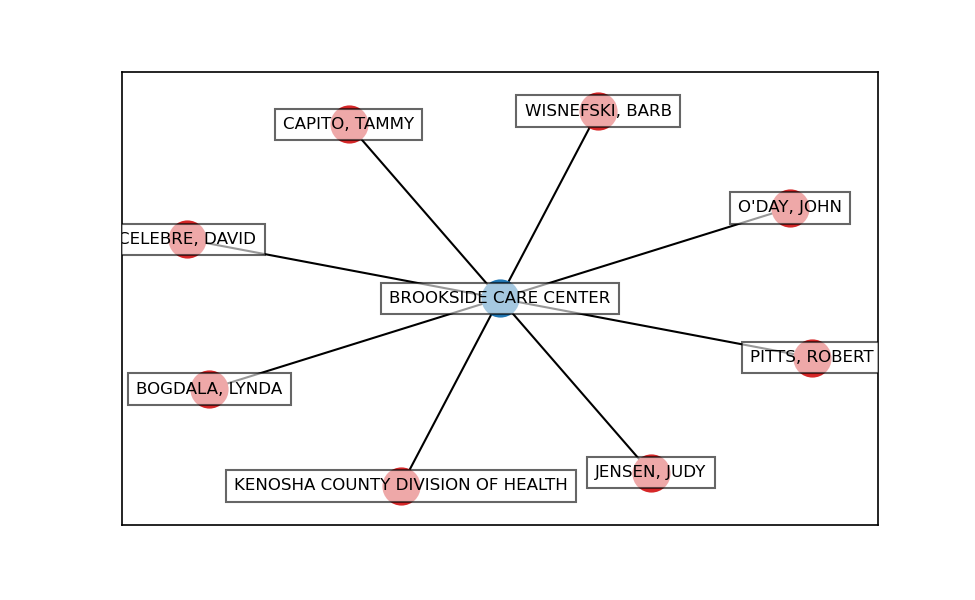 WISNEFSKI, BARB
CAPITO, TAMMY
O'DAY, JOHN
CELEBRE, DAVID
BROOKSIDE CARE CENTER
PITTS, ROBERT
BOGDALA, LYNDA
JENSEN, JUDY
KENOSHA COUNTY DIVISION OF HEALTH